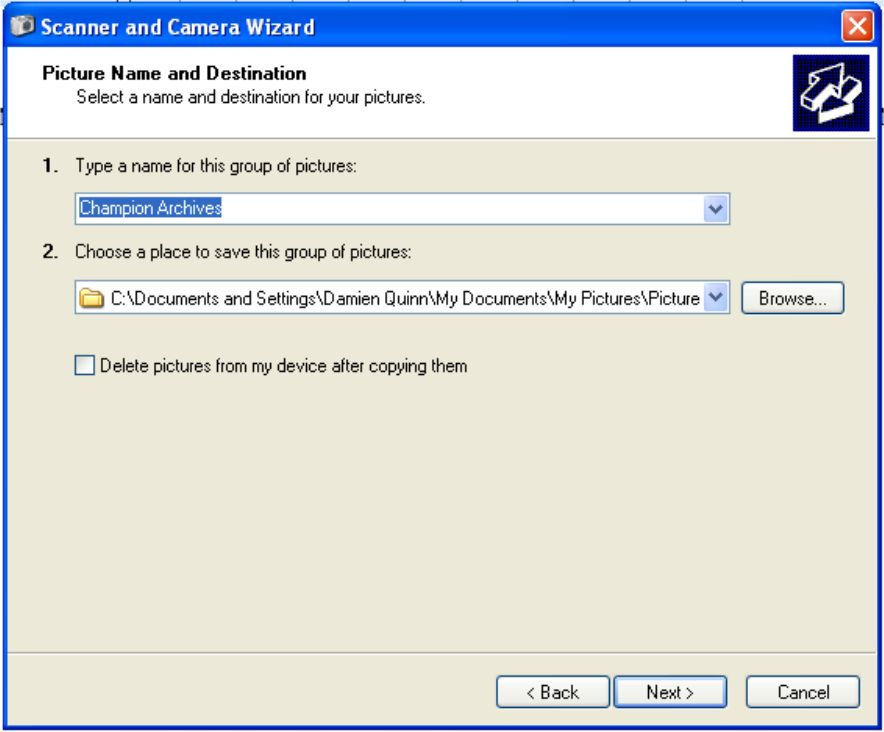 Scanner and Camera Wizard
Picture Name and Destination
Select a name and destination for your pictures.
1. Type a name for this group of pictures:
Champion Archives
2. Choose a place to save this group of pictures:
C:\Documents and Settings\Damien Quinn\My Documents\My Pictures\Picture
Browse...
Delete pictures from my device after copying them
< Back Next > Cancel